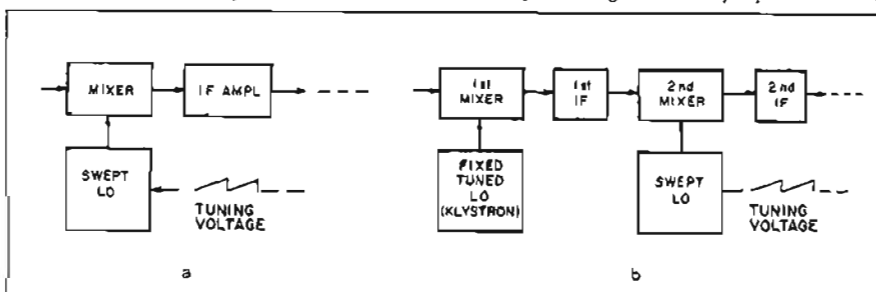 MIXER
IF AMPL
SWEPT
LO
TUNING
VOLTAGE
a
1st
MIXER
1st
IF
2nd
MIXER
2nd
IF
FIXED
TUNED
LO
(KLYSTRON)
SWEPT
LO
TUNING
VOLTAGE
b